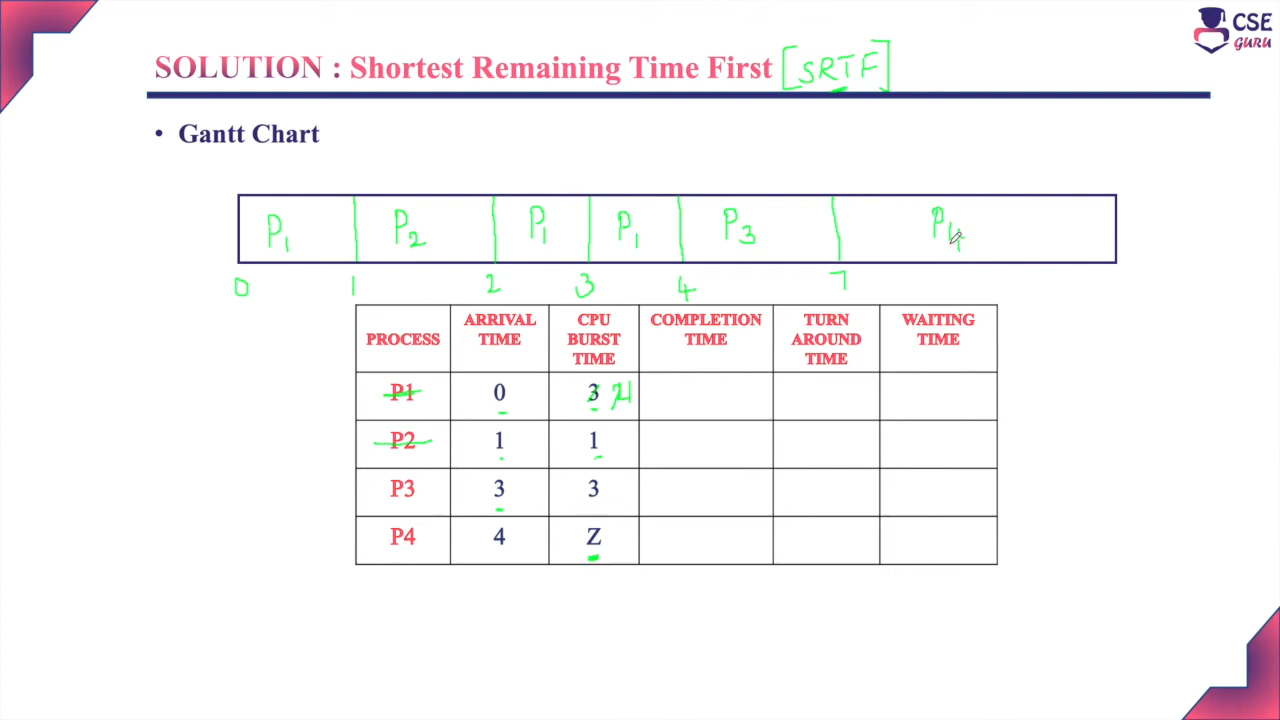 CSE
GURU
SOLUTION : Shortest Remaining Time First [SRTF]
• Gantt Chart
P1 P2 P1 P1 P3 P4
0 1 2 3 4 7
PROCESS ARRIVAL TIME CPU BURST TIME COMPLETION TIME TURN AROUND TIME WAITING TIME
P1 0 3 2 1
P2 1 1
P3 3 3
P4 4 Z